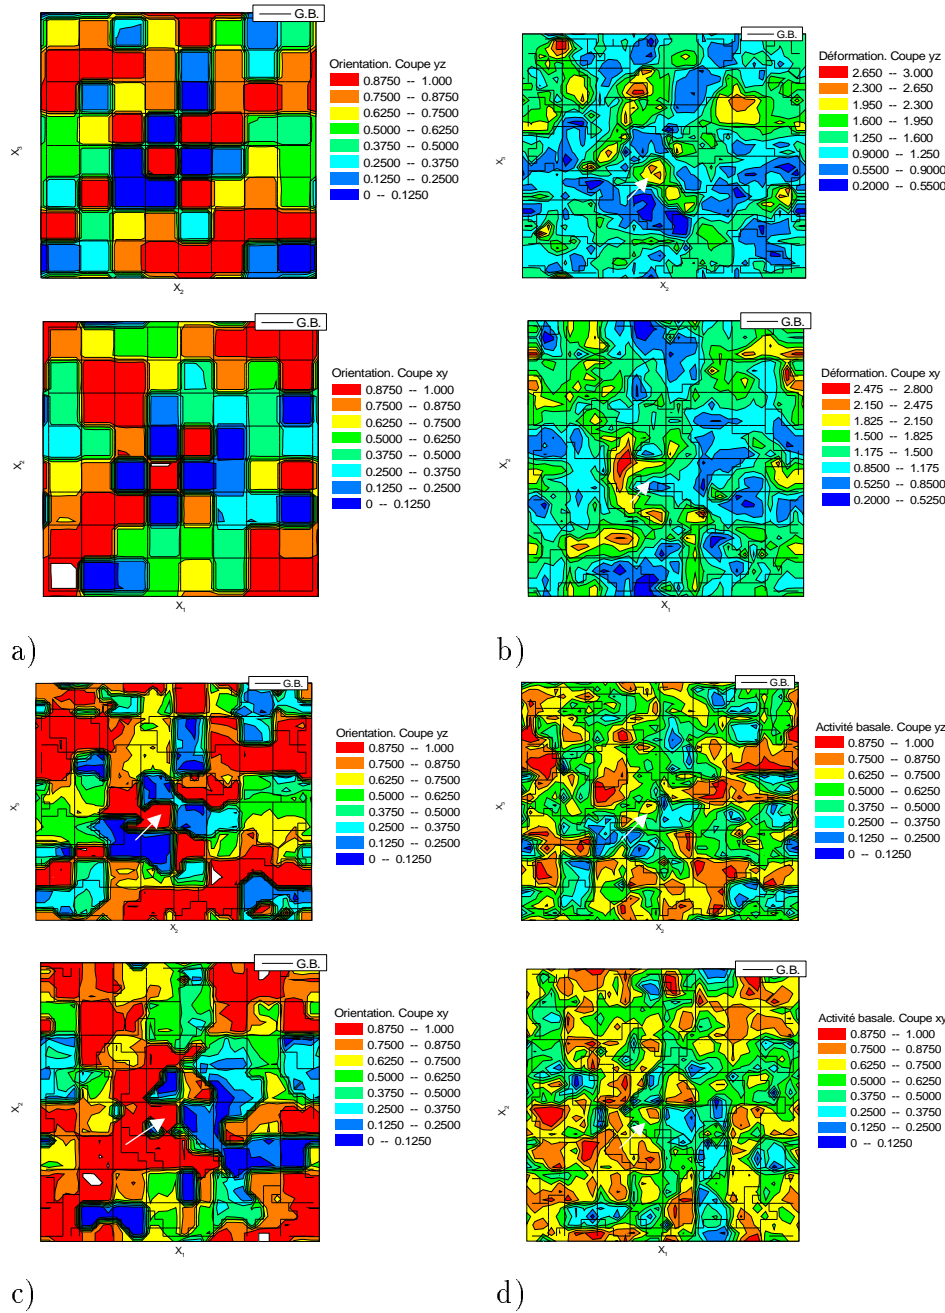 G.B.
Orientation. Coupe yz
0.8750 -- 1.000
0.7500 -- 0.8750
0.6250 -- 0.7500
0.5000 -- 0.6250
0.3750 -- 0.5000
0.2500 -- 0.3750
0.1250 -- 0.2500
0 -- 0.1250
X3
X2
G.B.
Orientation. Coupe xy
0.8750 -- 1.000
0.7500 -- 0.8750
0.6250 -- 0.7500
0.5000 -- 0.6250
0.3750 -- 0.5000
0.2500 -- 0.3750
0.1250 -- 0.2500
0 -- 0.1250
X2
X1
a)
G.B.
Déformation. Coupe yz
2.650 -- 3.000
2.300 -- 2.650
1.950 -- 2.300
1.600 -- 1.950
1.250 -- 1.600
0.9000 -- 1.250
0.5500 -- 0.9000
0.2000 -- 0.5500
X3
X2
G.B.
Déformation. Coupe xy
2.475 -- 2.800
2.150 -- 2.475
1.825 -- 2.150
1.500 -- 1.825
1.175 -- 1.500
0.8500 -- 1.175
0.5250 -- 0.8500
0.2000 -- 0.5250
X2
X1
b)
G.B.
Orientation. Coupe yz
0.8750 -- 1.000
0.7500 -- 0.8750
0.6250 -- 0.7500
0.5000 -- 0.6250
0.3750 -- 0.5000
0.2500 -- 0.3750
0.1250 -- 0.2500
0 -- 0.1250
X3
X2
G.B.
Orientation. Coupe xy
0.8750 -- 1.000
0.7500 -- 0.8750
0.6250 -- 0.7500
0.5000 -- 0.6250
0.3750 -- 0.5000
0.2500 -- 0.3750
0.1250 -- 0.2500
0 -- 0.1250
X2
X1
c)
G.B.
Activité basale. Coupe yz
0.8750 -- 1.000
0.7500 -- 0.8750
0.6250 -- 0.7500
0.5000 -- 0.6250
0.3750 -- 0.5000
0.2500 -- 0.3750
0.1250 -- 0.2500
0 -- 0.1250
X3
X2
G.B.
Activité basale. Coupe xy
0.8750 -- 1.000
0.7500 -- 0.8750
0.6250 -- 0.7500
0.5000 -- 0.6250
0.3750 -- 0.5000
0.2500 -- 0.3750
0.1250 -- 0.2500
0 -- 0.1250
X2
X1
d)